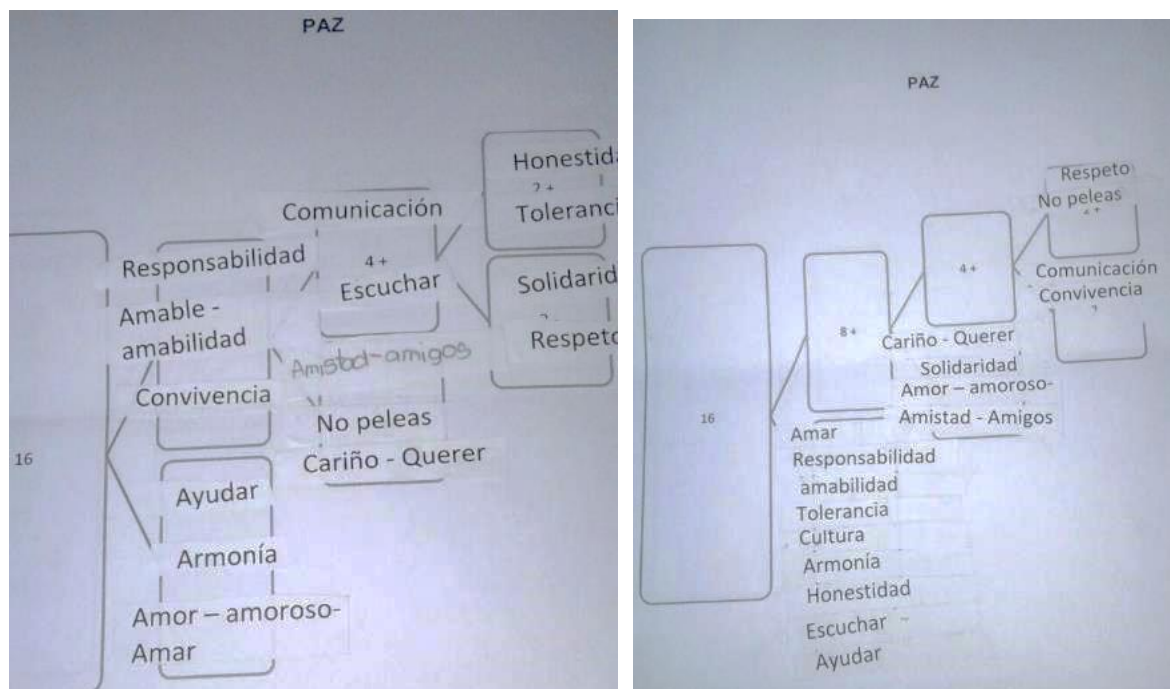 PAZ
Honestid
2 +
Toleranci
Comunicación
4 +
Escuchar
Solidarid
Respeto
Responsabilidad
Amable -
amabilidad
Convivencia
Amistad-amigos
No peleas
Cariño - Querer
16
Ayudar
Armonía
Amor – amoroso-
Amar
PAZ
Respeto
No peleas
Comunicación
Convivencia
4 +
8 +
Cariño - Querer
Solidaridad
Amor – amoroso-
Amistad - Amigos
16
Amar
Responsabilidad
amabilidad
Tolerancia
Cultura
Armonía
Honestidad
Escuchar
Ayudar